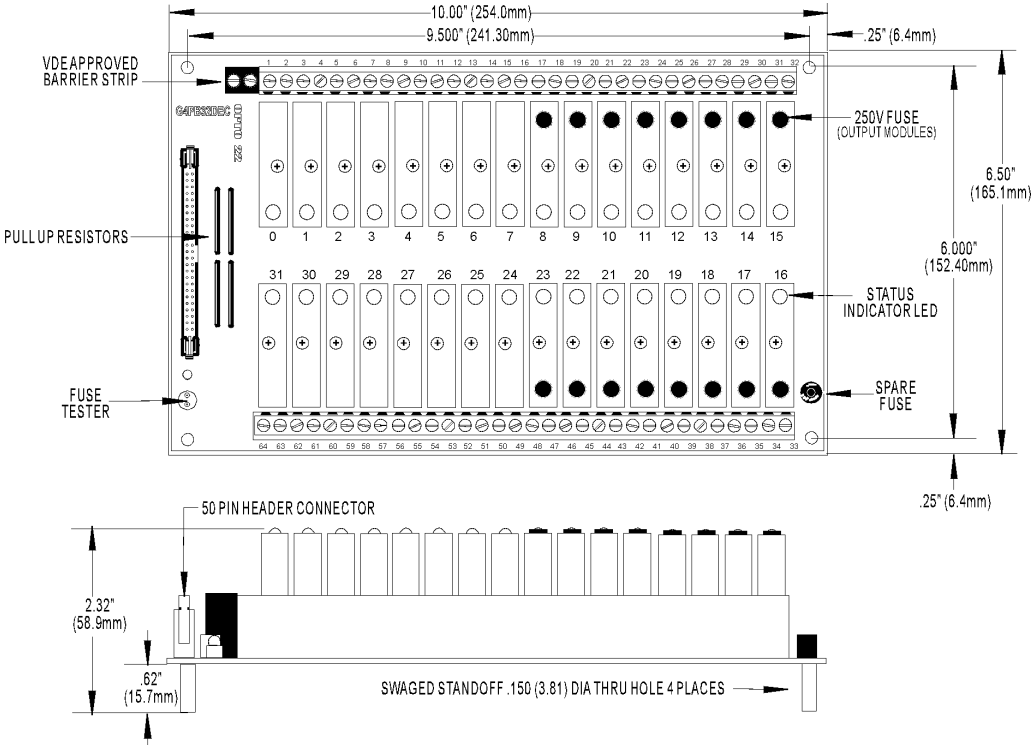 10.00" (254.0mm)
9.500" (241.30mm)
.25" (6.4mm)
VDE APPROVED
BARRIER STRIP
1 2 3 4 5 6 7 8 9 10 11 12 13 14 15 16 17 18 19 20 21 22 23 24 25 26 27 28 29 30 31 32
G4PB32DEC
OPTO 22
250V FUSE
(OUTPUT MODULES)
6.50"
(165.1mm)
PULL UP RESISTORS
0 1 2 3 4 5 6 7 8 9 10 11 12 13 14 15
6.000"
(152.40mm)
31 30 29 28 27 26 25 24 23 22 21 20 19 18 17 16
STATUS
INDICATOR LED
FUSE
TESTER
SPARE
FUSE
64 63 62 61 60 59 58 57 56 55 54 53 52 51 50 49 48 47 46 45 44 43 42 41 40 39 38 37 36 35 34 33
.25" (6.4mm)
50 PIN HEADER CONNECTOR
2.32"
(58.9mm)
.62"
(15.7mm)
SWAGED STANDOFF .150 (3.81) DIA THRU HOLE 4 PLACES